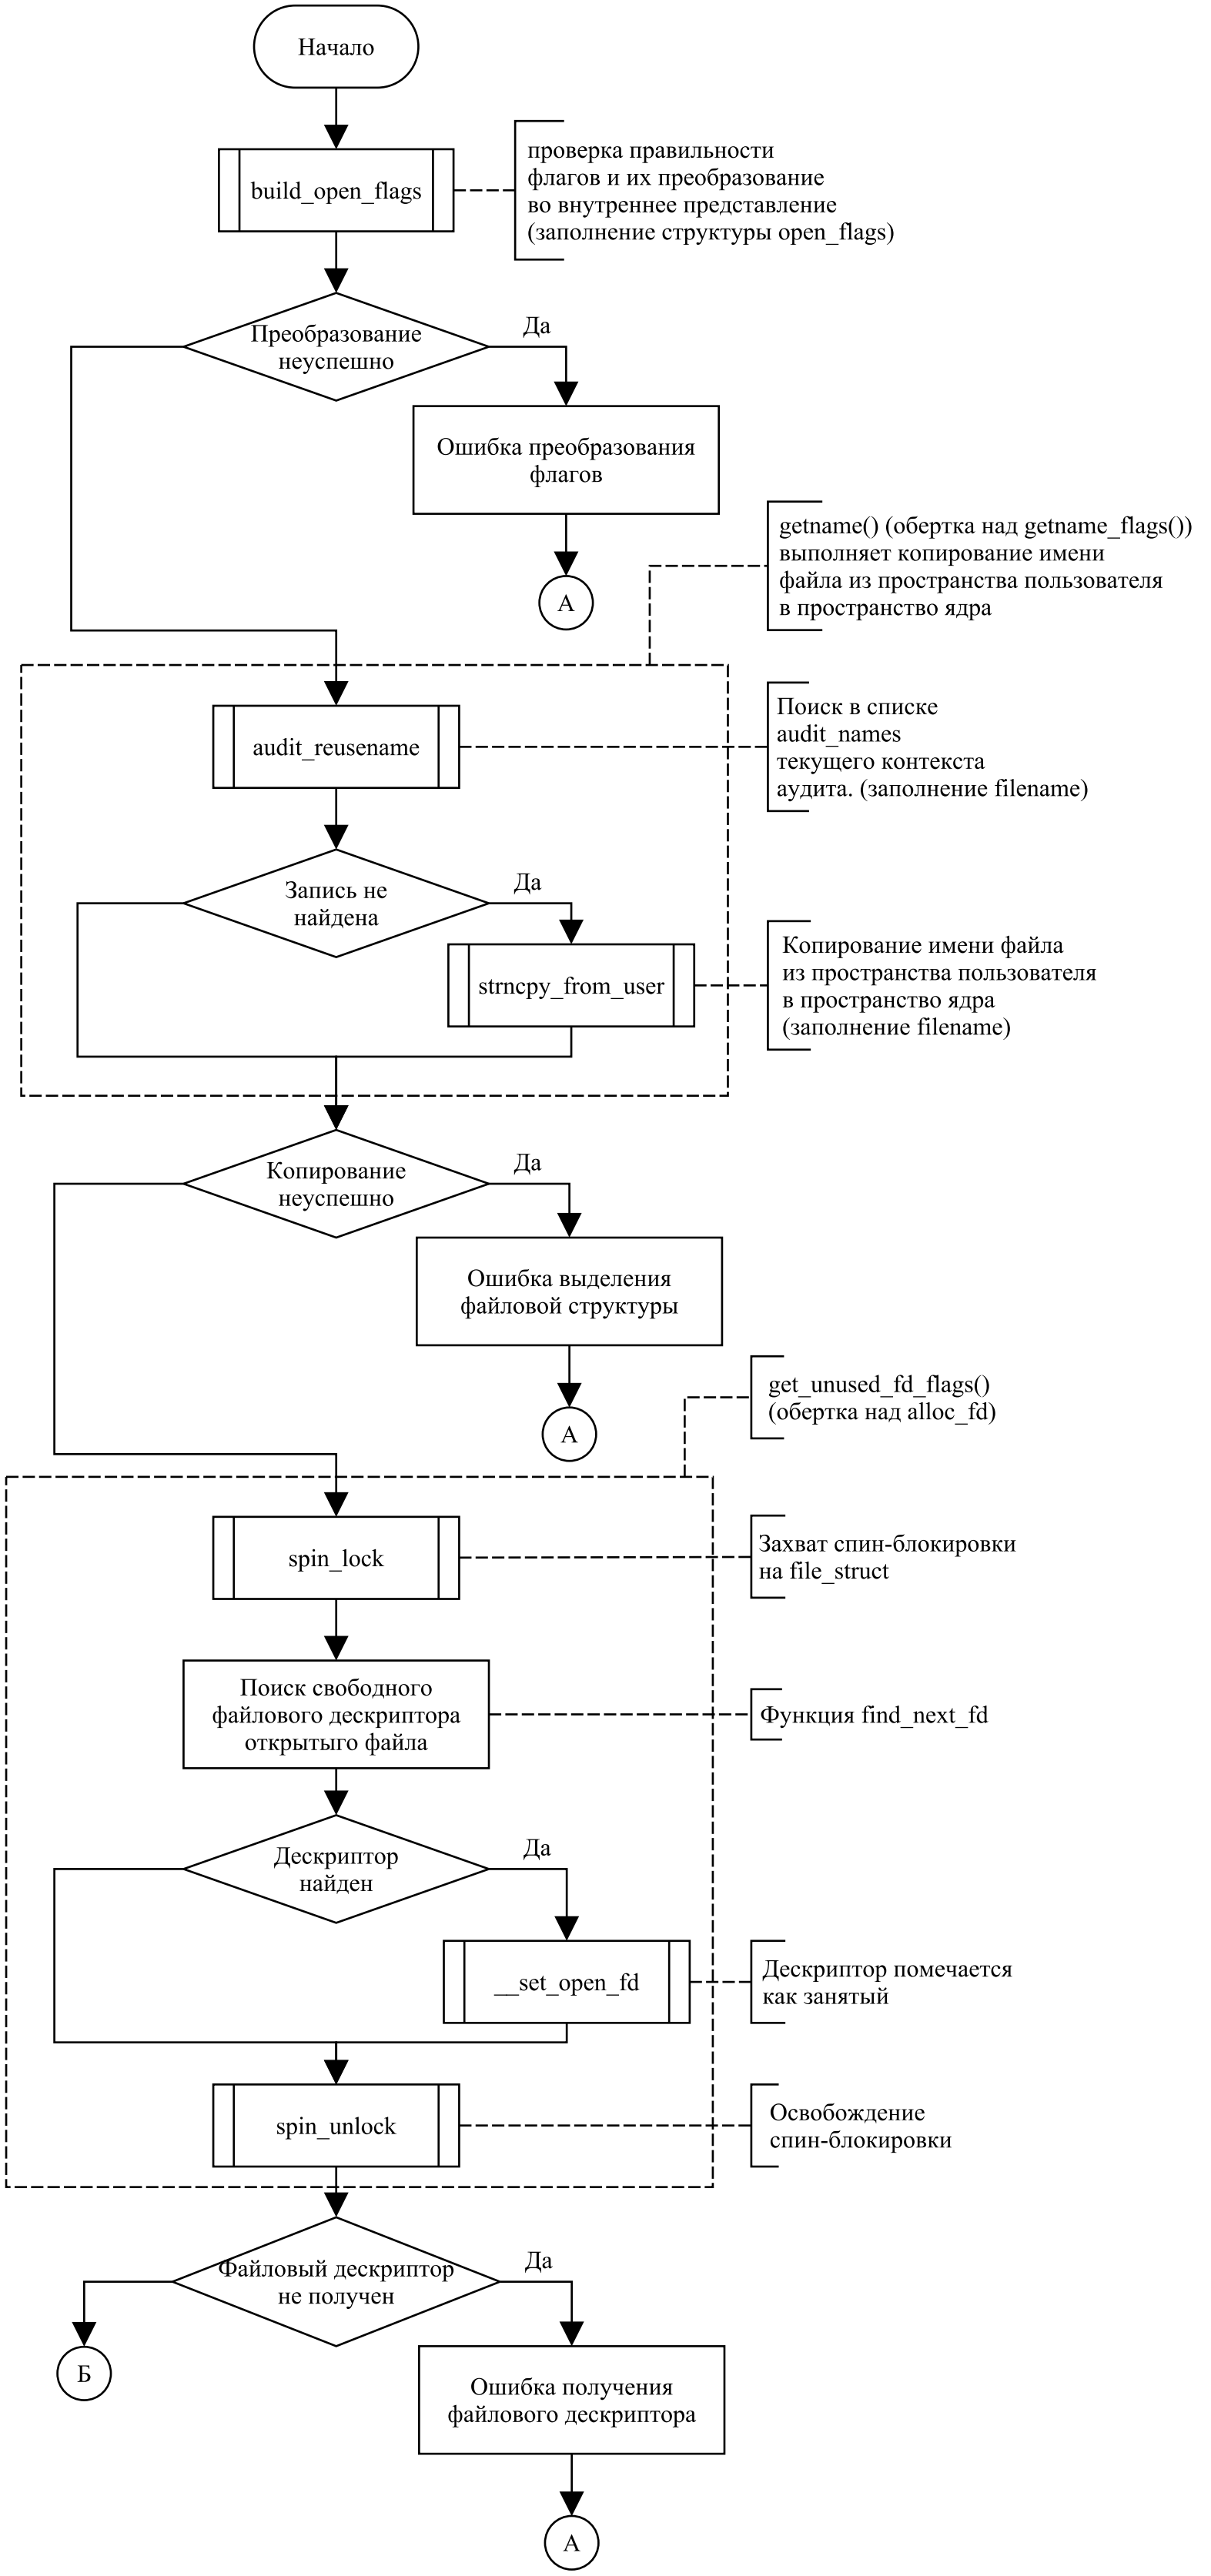 Начало
build_open_flags
проверка правильности
флагов и их преобразование
во внутреннее представление
(заполнение структуры open_flags)
Преобразование
неуспешно
Да
Ошибка преобразования
флагов
А
getname() (обертка над getname_flags())
выполняет копирование имени
файла из пространства пользователя
в пространство ядра
audit_reusename
Поиск в списке
audit_names
текущего контекста
аудита. (заполнение filename)
Запись не
найдена
Да
strncpy_from_user
Копирование имени файла
из пространства пользователя
в пространство ядра
(заполнение filename)
Копирование
неуспешно
Да
Ошибка выделения
файловой структуры
А
get_unused_fd_flags()
(обертка над alloc_fd)
spin_lock
Захват спин-блокировки
на file_struct
Поиск свободного
файлового дескриптора
открытыго файла
Функция find_next_fd
Дескриптор
найден
Да
__set_open_fd
Дескриптор помечается
как занятый
spin_unlock
Освобождение
спин-блокировки
Файловый дескриптор
не получен
Да
Б
Ошибка получения
файлового дескриптора
А